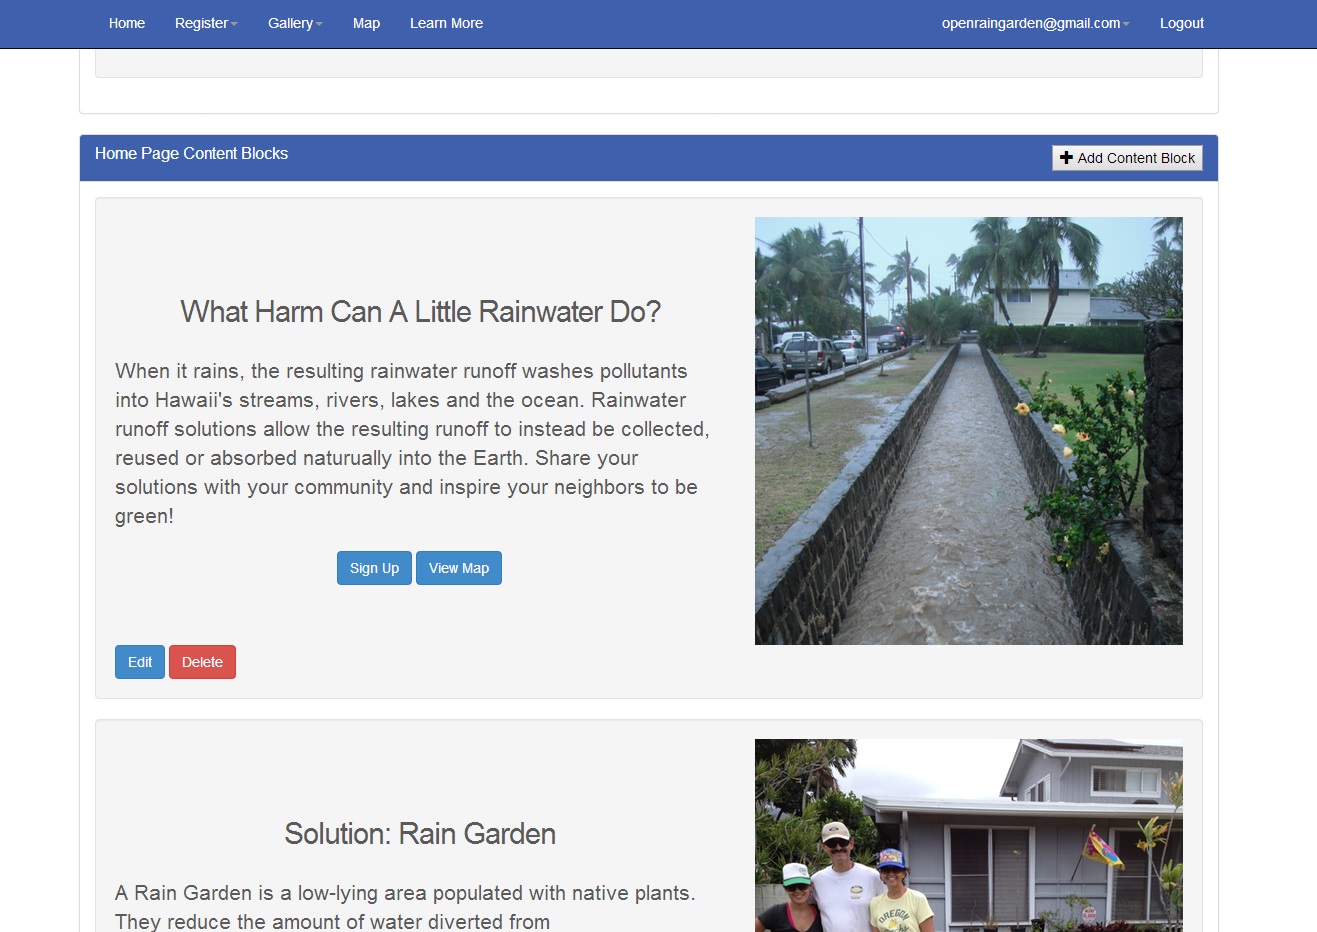 Home Register Gallery Map Learn More openraingarden@gmail.com Logout
Home Page Content Blocks
Add Content Block
What Harm Can A Little Rainwater Do?
When it rains, the resulting rainwater runoff washes pollutants
into Hawaii's streams, rivers, lakes and the ocean. Rainwater
runoff solutions allow the resulting runoff to instead be collected,
reused or absorbed naturually into the Earth. Share your
solutions with your community and inspire your neighbors to be
green!
Sign Up View Map
Edit Delete
Solution: Rain Garden
A Rain Garden is a low-lying area populated with native plants.
They reduce the amount of water diverted from
OREGON